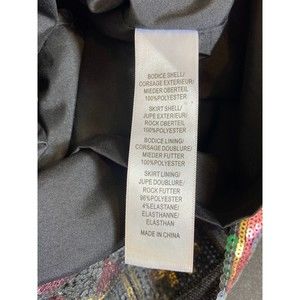 BODICE SHELL/
CORSAGE EXTERIEUR/
MIEDER OBERTEIL
100%POLYESTER
SKIRT SHELL/
JUPE EXTERIEUR/
ROCK OBERTEIL
100%POLYESTER
BODICE LINING/
CORSAGE DOUBLURE/
MIEDER FUTTER
100%POLYESTER
SKIRT LINING/
JUPE DOUBLURE/
ROCK FUTTER
96%POLYESTER
4%ELASTANE/
ELASTHANNE/
ELASTHAN
MADE IN CHINA